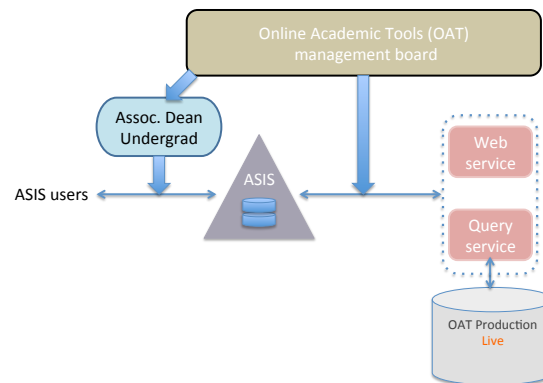 Online Academic Tools (OAT)
management board
Assoc. Dean
Undergrad
Web
service
ASIS
ASIS users
Query
service
OAT Production
Live